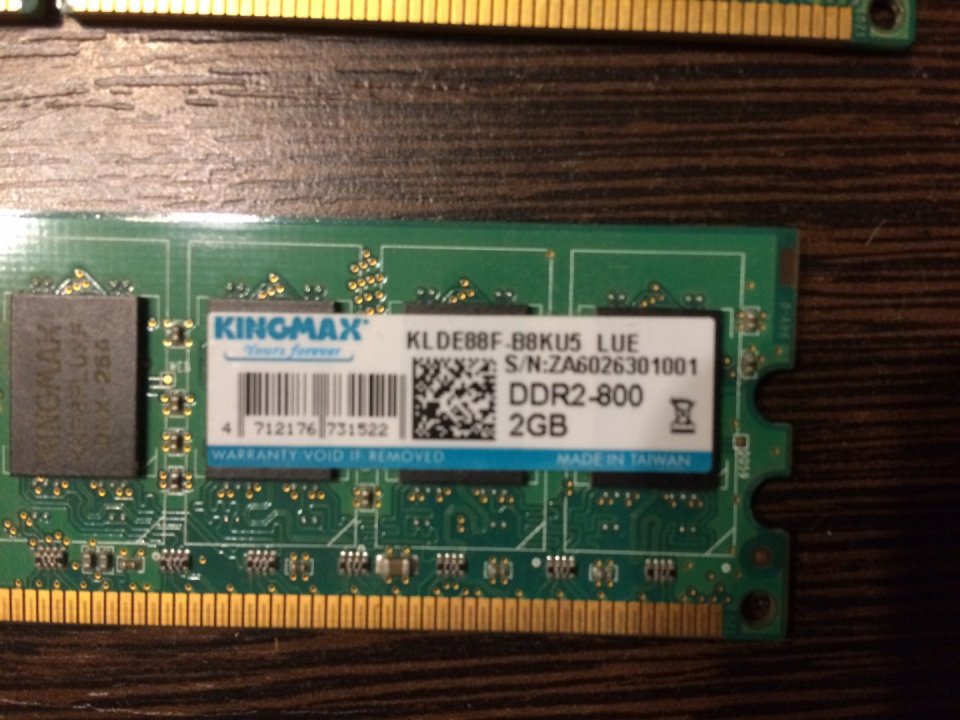 KINGMAX
Yours forever
KLDE88F-B8KU5 LUE
S/N:ZA6026301001
DDR2-800
2GB
4 712176 731522
WARRANTY VOID IF REMOVED
MADE IN TAIWAN
KINGMAX